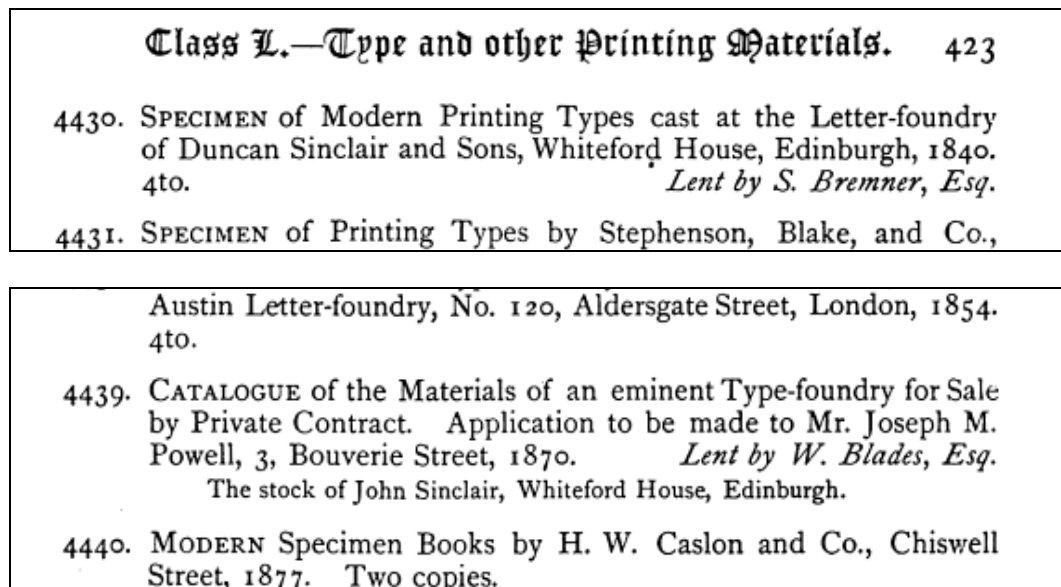 Class L.—Type and other Printing Materials. 423
4430. SPECIMEN of Modern Printing Types cast at the Letter-foundry
of Duncan Sinclair and Sons, Whiteford House, Edinburgh, 1840.
4to. Lent by S. Bremner, Esq.
4431. SPECIMEN of Printing Types by Stephenson, Blake, and Co.,
Austin Letter-foundry, No. 120, Aldersgate Street, London, 1854.
4to.
4439. CATALOGUE of the Materials of an eminent Type-foundry for Sale
by Private Contract. Application to be made to Mr. Joseph M.
Powell, 3, Bouverie Street, 1870. Lent by W. Blades, Esq.
The stock of John Sinclair, Whiteford House, Edinburgh.
4440. MODERN Specimen Books by H. W. Caslon and Co., Chiswell
Street, 1877. Two copies.